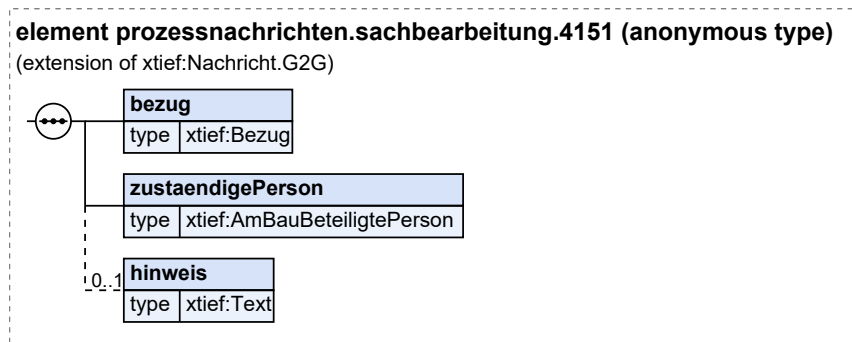 element prozessnachrichten.sachbearbeitung.4151 (anonymous type)
(extension of xtief:Nachricht.G2G)
bezug
type xtief:Bezug
zustaendigePerson
type xtief:AmBauBeteiligtePerson
0..1 hinweis
type xtief:Text